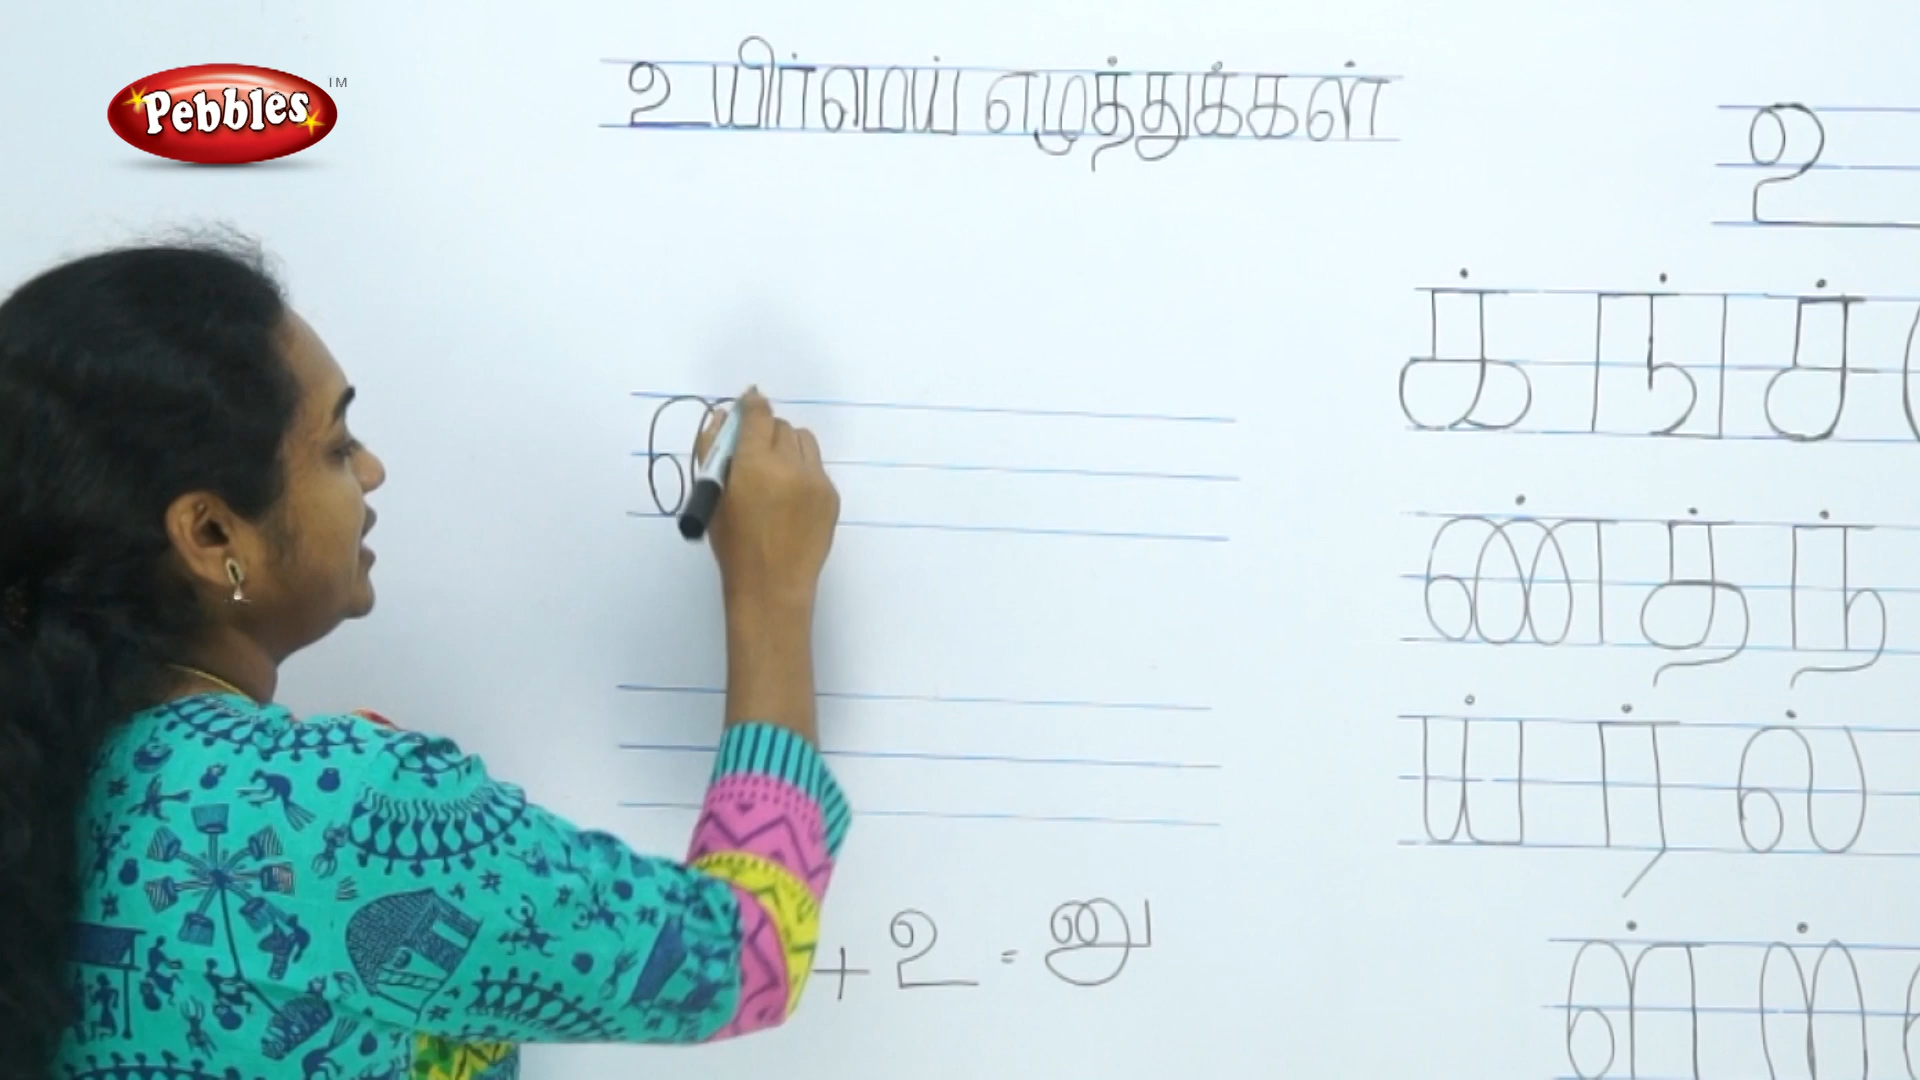 Pebbles TM
உயிர்மெய் எழுத்துக்கள்
உ
க் ங் ச்
ண் த் ந்
ய் ர் ல்
+ உ = னு
ள் ற்